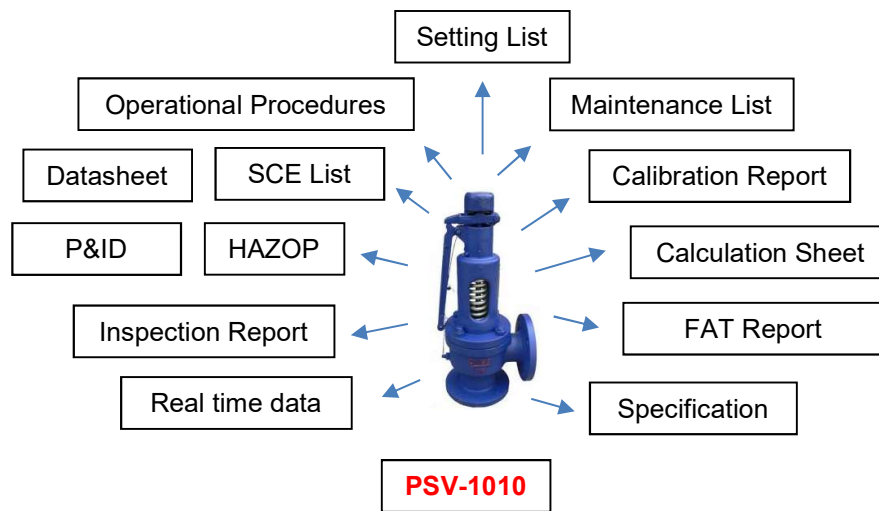 Setting List
Operational Procedures
Maintenance List
Datasheet
SCE List
Calibration Report
P&ID
HAZOP
Calculation Sheet
Inspection Report
FAT Report
Real time data
Specification
PSV-1010